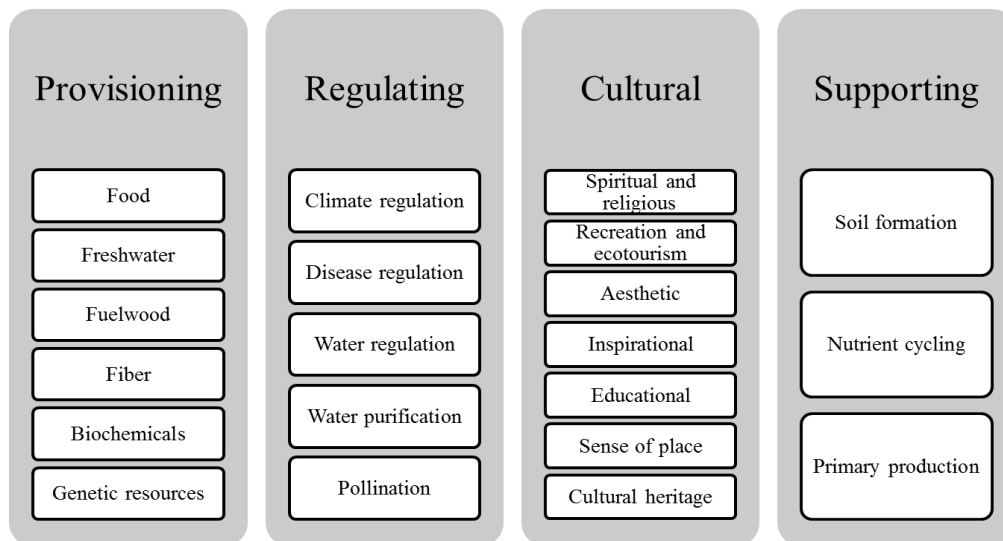 Provisioning
Food
Freshwater
Fuelwood
Fiber
Biochemicals
Genetic resources
Regulating
Climate regulation
Disease regulation
Water regulation
Water purification
Pollination
Cultural
Spiritual and
religious
Recreation and
ecotourism
Aesthetic
Inspirational
Educational
Sense of place
Cultural heritage
Supporting
Soil formation
Nutrient cycling
Primary production